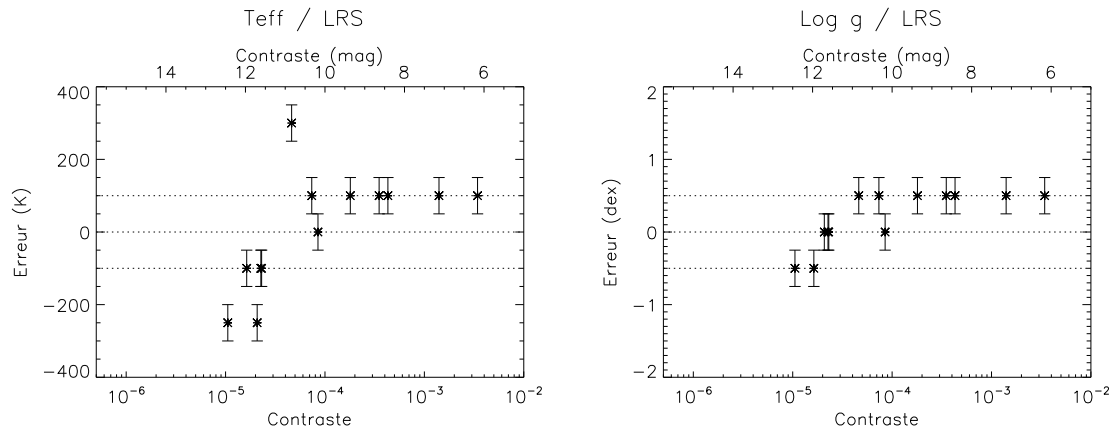 Teff / LRS
Contraste (mag)
14 12 10 8 6
400
200
0
−200
−400
Erreur (K)
10⁻⁶ 10⁻⁵ 10⁻⁴ 10⁻³ 10⁻²
Contraste
Log g / LRS
Contraste (mag)
14 12 10 8 6
2
1
0
−1
−2
Erreur (dex)
10⁻⁶ 10⁻⁵ 10⁻⁴ 10⁻³ 10⁻²
Contraste